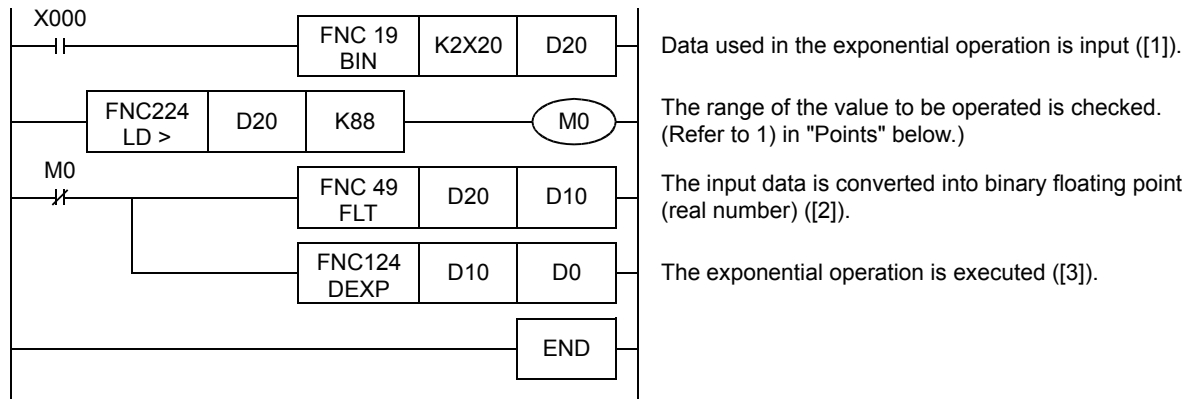 X000
FNC 19 BIN K2X20 D20 Data used in the exponential operation is input ([1]).
FNC224 LD > D20 K88 M0 The range of the value to be operated is checked.
(Refer to 1) in "Points" below.)
M0
FNC 49 FLT D20 D10 The input data is converted into binary floating point
(real number) ([2]).
FNC124 DEXP D10 D0 The exponential operation is executed ([3]).
END